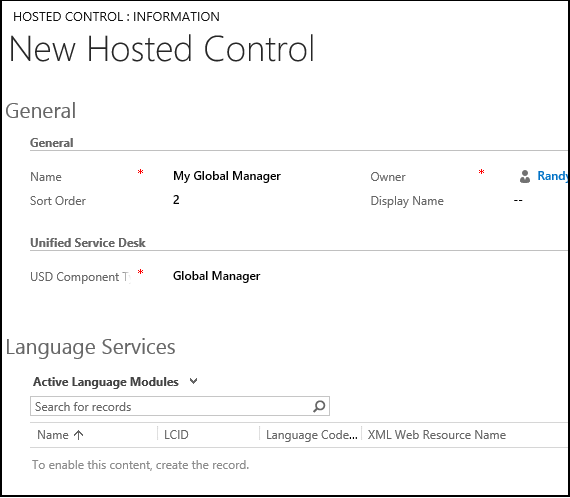 HOSTED CONTROL : INFORMATION
New Hosted Control
General
General
Name * My Global Manager Owner * Randy
Sort Order 2 Display Name --
Unified Service Desk
USD Component T * Global Manager
Language Services
Active Language Modules
Search for records
Name ↑ LCID Language Code... XML Web Resource Name
To enable this content, create the record.